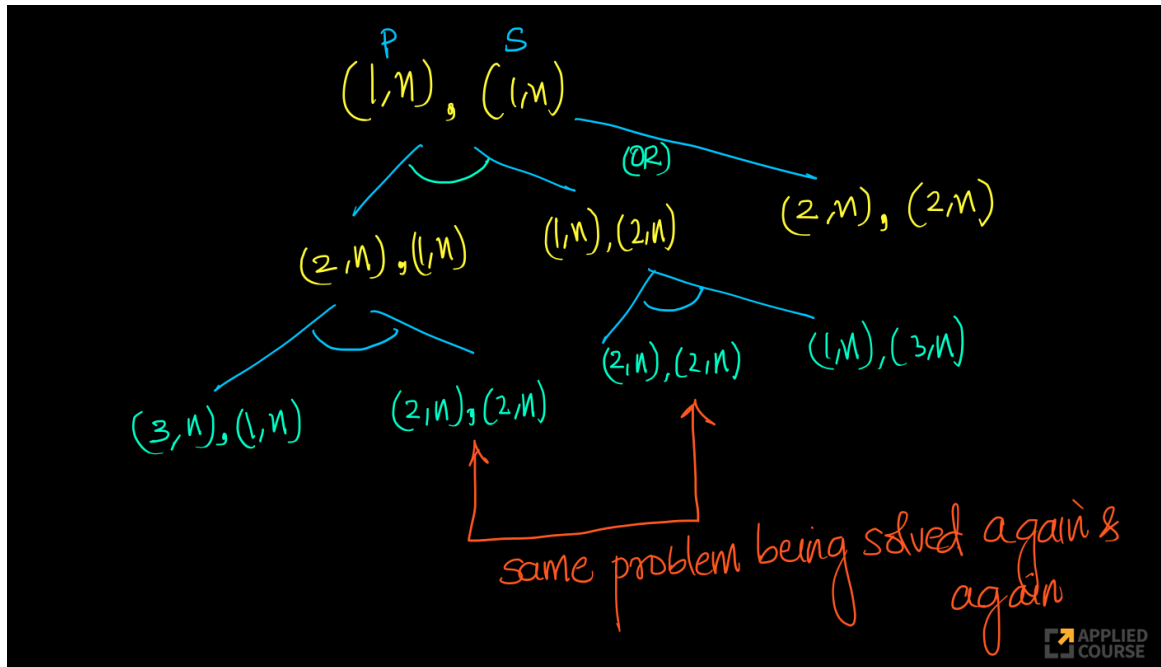 P S
(1,n), (1,n)
(OR)
(2,n), (2,n)
(2,n), (1,n)
(1,n), (2,n)
(2,n), (2,n)
(1,n), (3,n)
(3,n), (1,n)
(2,n), (2,n)
same problem being solved again &
again
APPLIED
COURSE